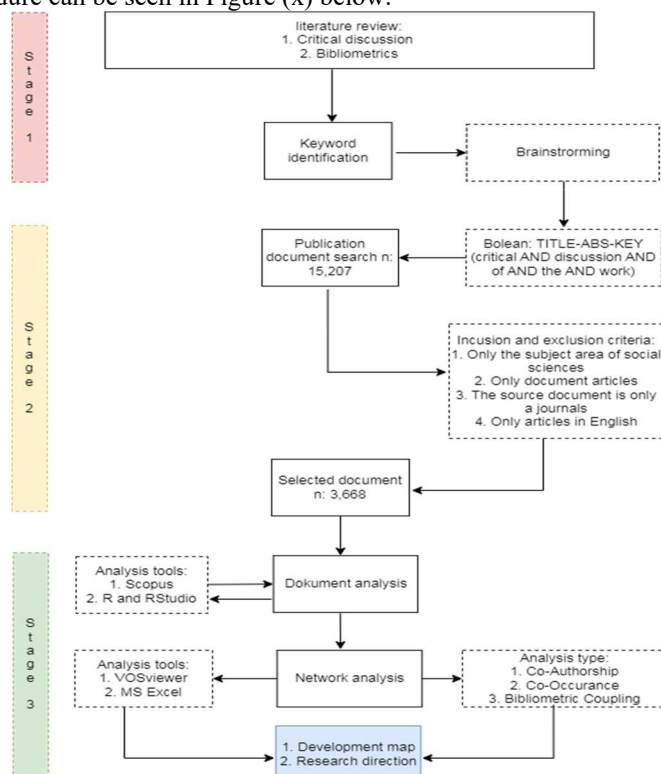 dure can be seen in Figure (x) below:
Stage 1
literature review:
1. Critical discussion
2. Bibliometrics
Keyword
identification
Brainstrorming
Stage 2
Publication
document search n:
15,207
Bolean: TITLE-ABS-KEY
(critical AND discussion AND
of AND the AND work)
Incusion and exclusion criteria:
1. Only the subject area of social
sciences
2. Only document articles
3. The source document is only
a journals
4. Only articles in English
Selected document
n: 3,668
Stage 3
Analysis tools:
1. Scopus
2. R and RStudio
Dokument analysis
Analysis tools:
1. VOSviewer
2. MS Excel
Network analysis
Analysis type:
1. Co-Authorship
2. Co-Occurance
3. Bibliometric Coupling
1. Development map
2. Research direction